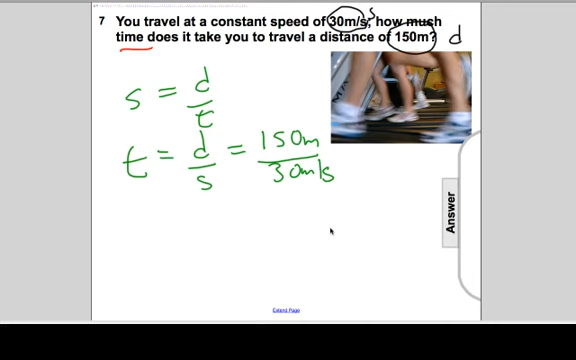 7 You travel at a constant speed of 30m/s, how much
time does it take you to travel a distance of 150m?
s
d
s = d/t
t = d/s = 150m/30m/s
Answer
Extend Page